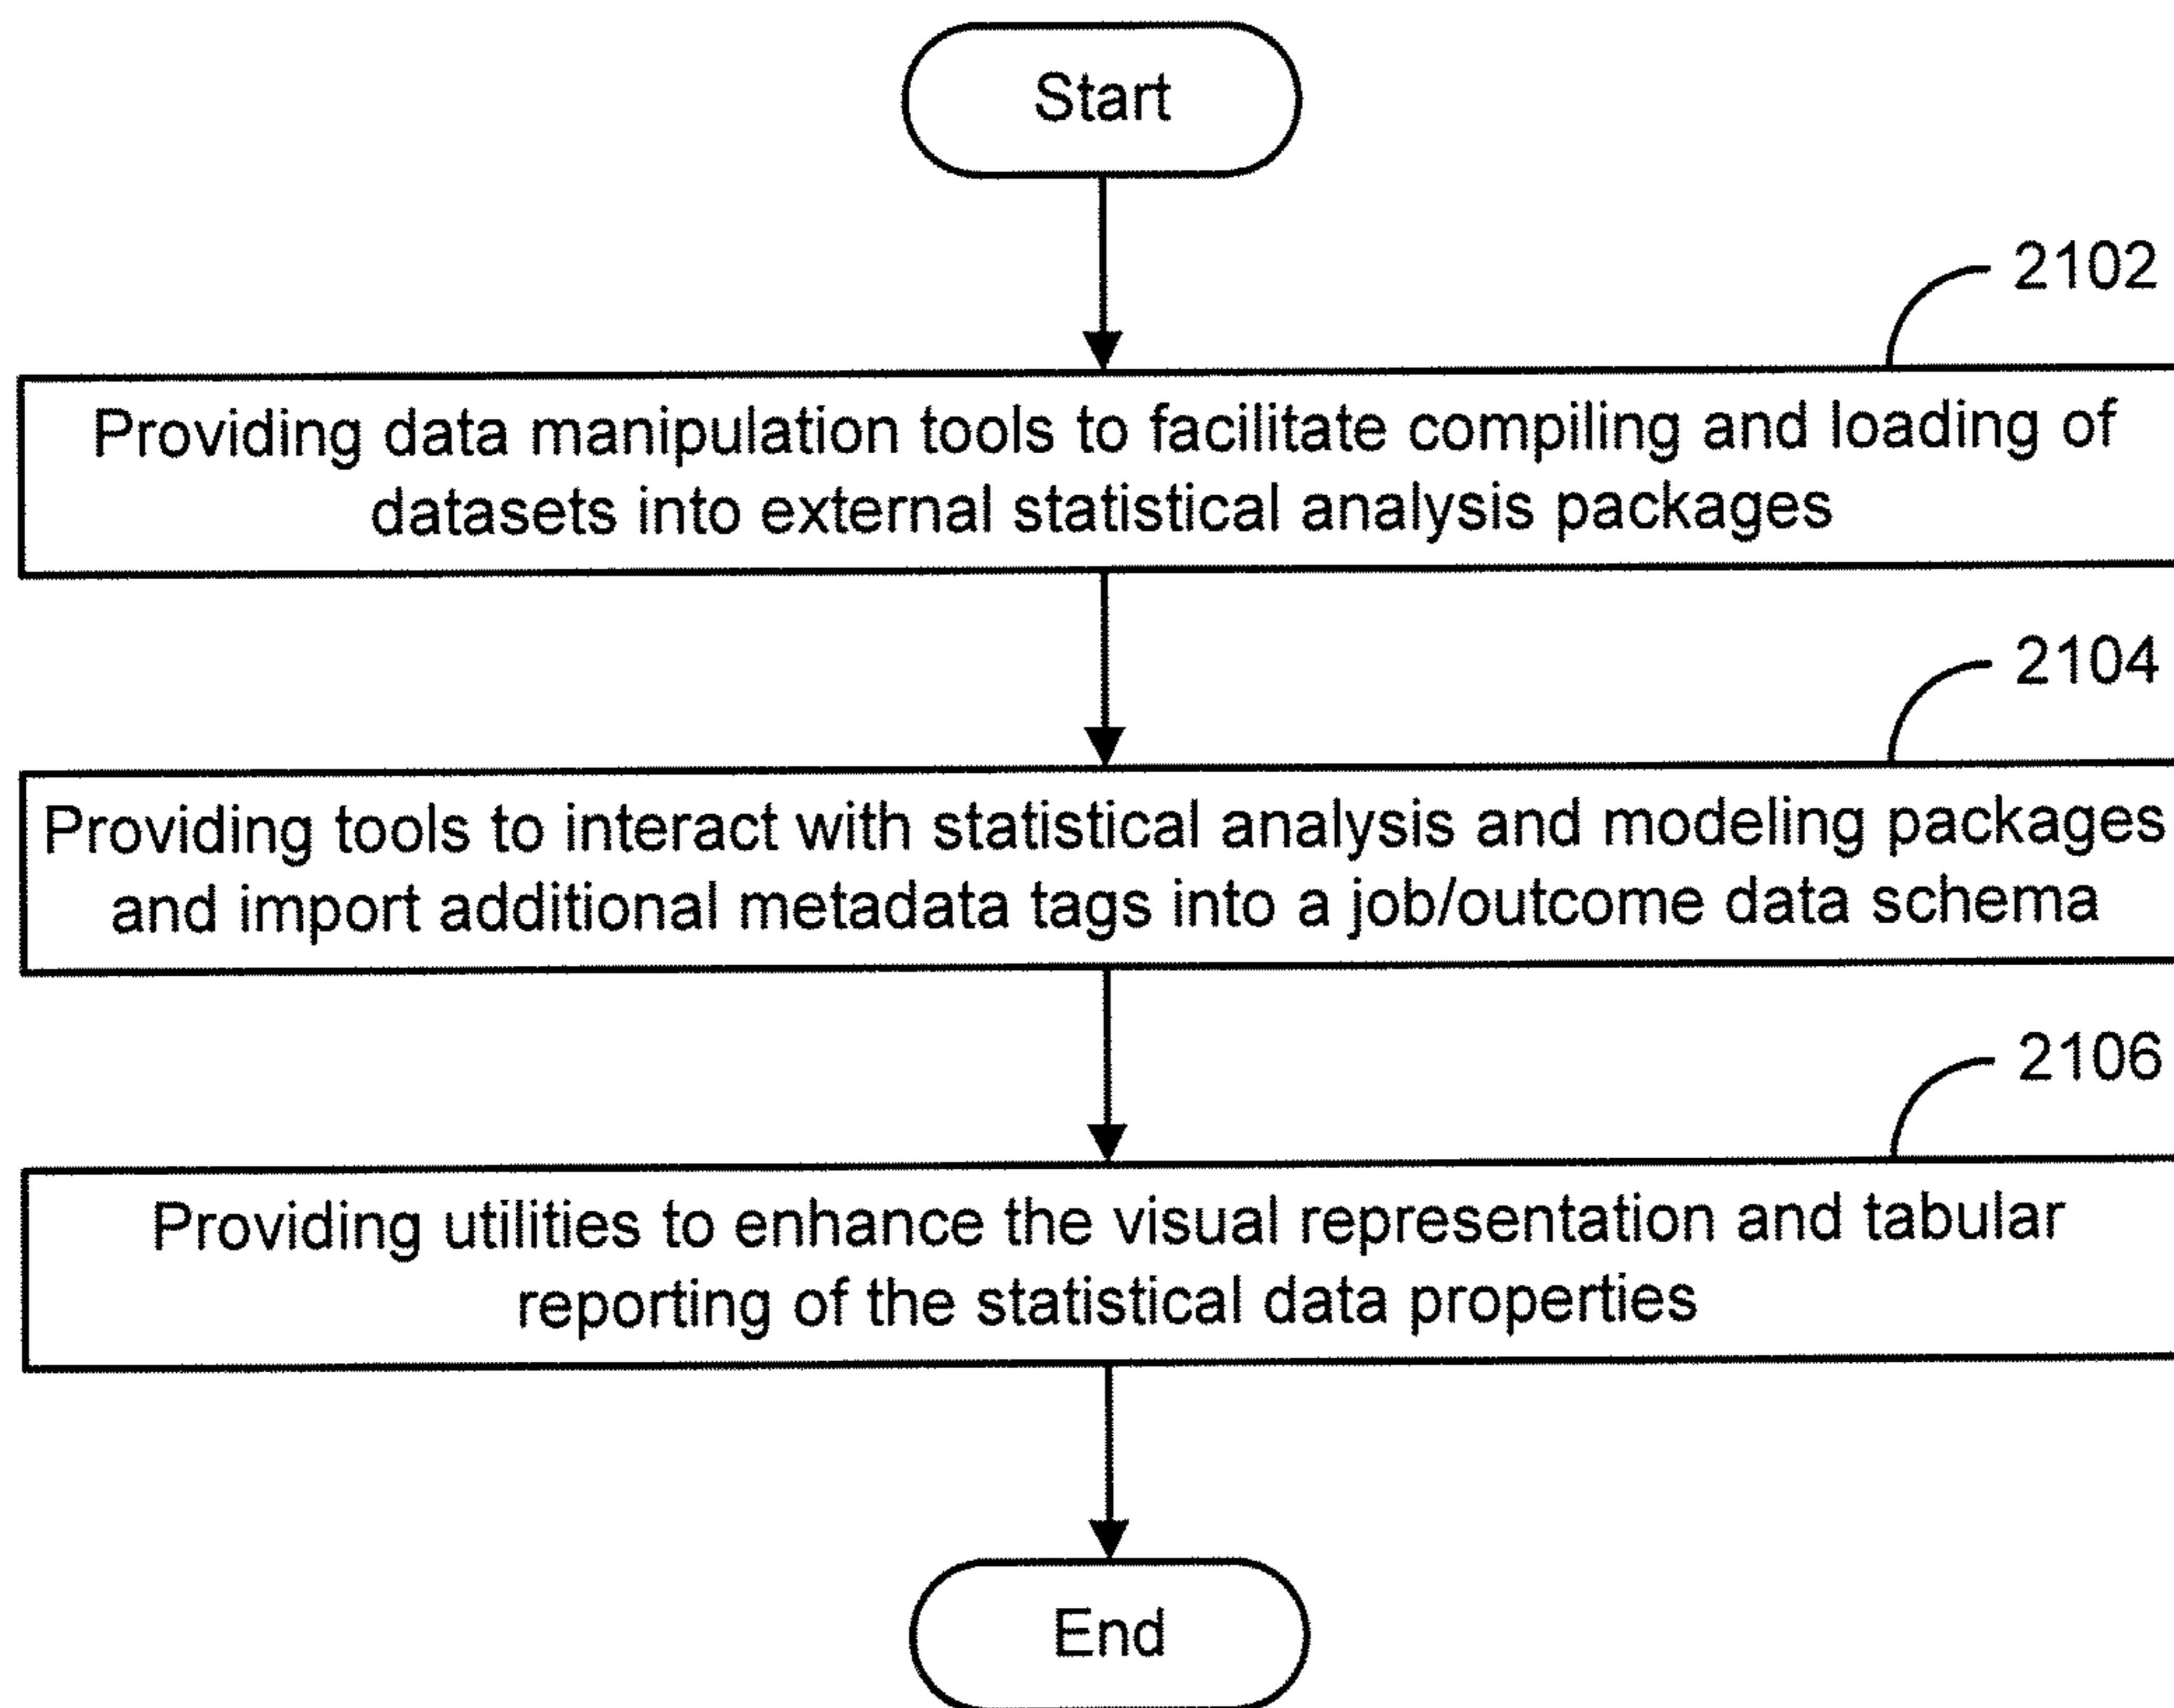 Start
2102
Providing data manipulation tools to facilitate compiling and loading of
datasets into external statistical analysis packages
2104
Providing tools to interact with statistical analysis and modeling packages
and import additional metadata tags into a job/outcome data schema
2106
Providing utilities to enhance the visual representation and tabular
reporting of the statistical data properties
End